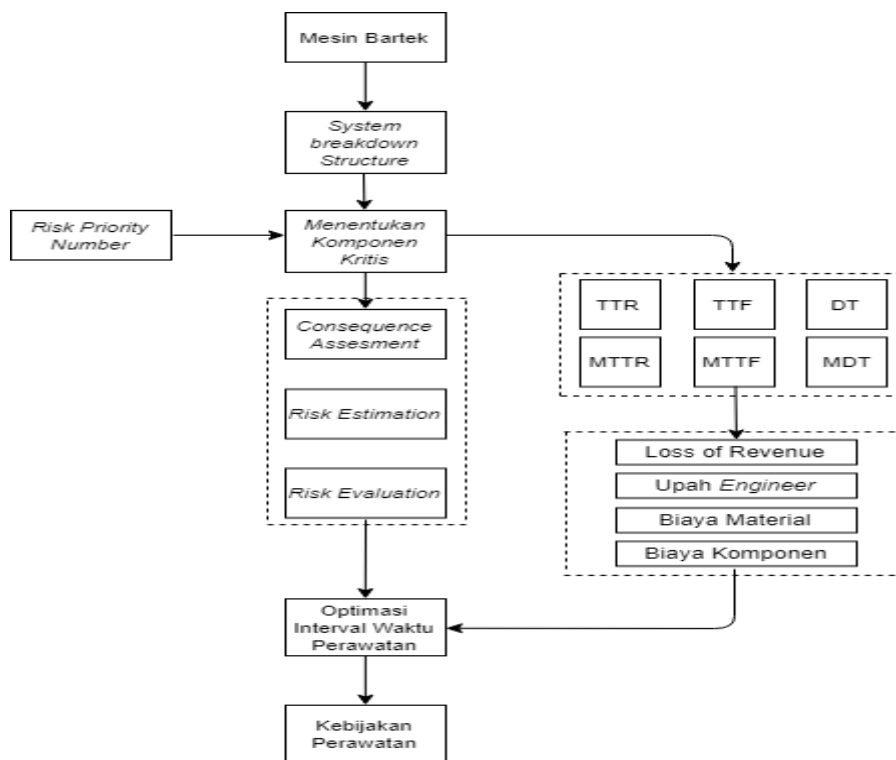 Mesin Bartek
System
breakdown
Structure
Risk Priority
Number
Menentukan
Komponen
Kritis
Consequence
Assesment
Risk Estimation
Risk Evaluation
TTR
TTF
DT
MTTR
MTTF
MDT
Loss of Revenue
Upah Engineer
Biaya Material
Biaya Komponen
Optimasi
Interval Waktu
Perawatan
Kebijakan
Perawatan